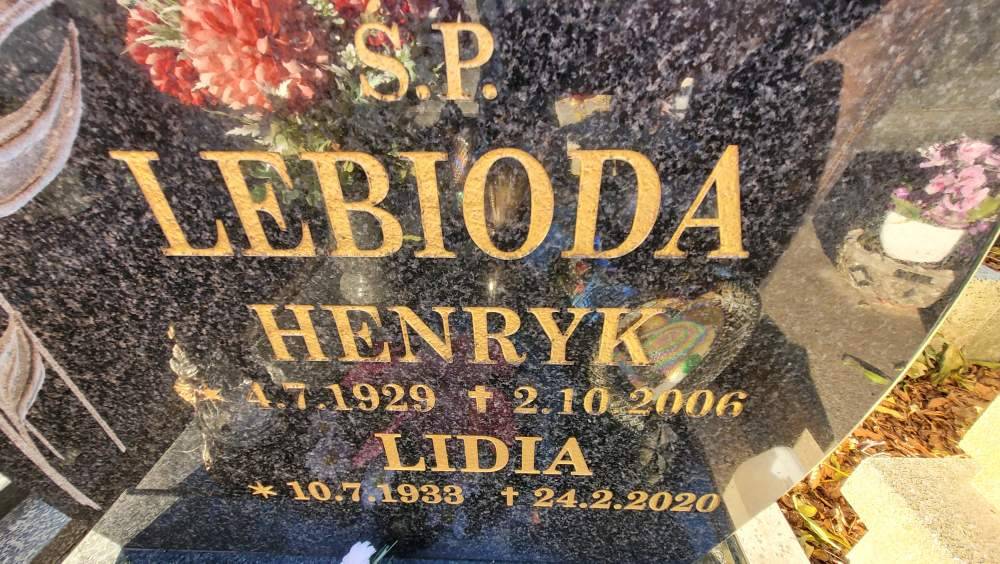 Ś.P.
LEBIODA
HENRYK
* 4.7.1929 ✝ 2.10.2006
LIDIA
* 10.7.1933 ✝ 24.2.2020